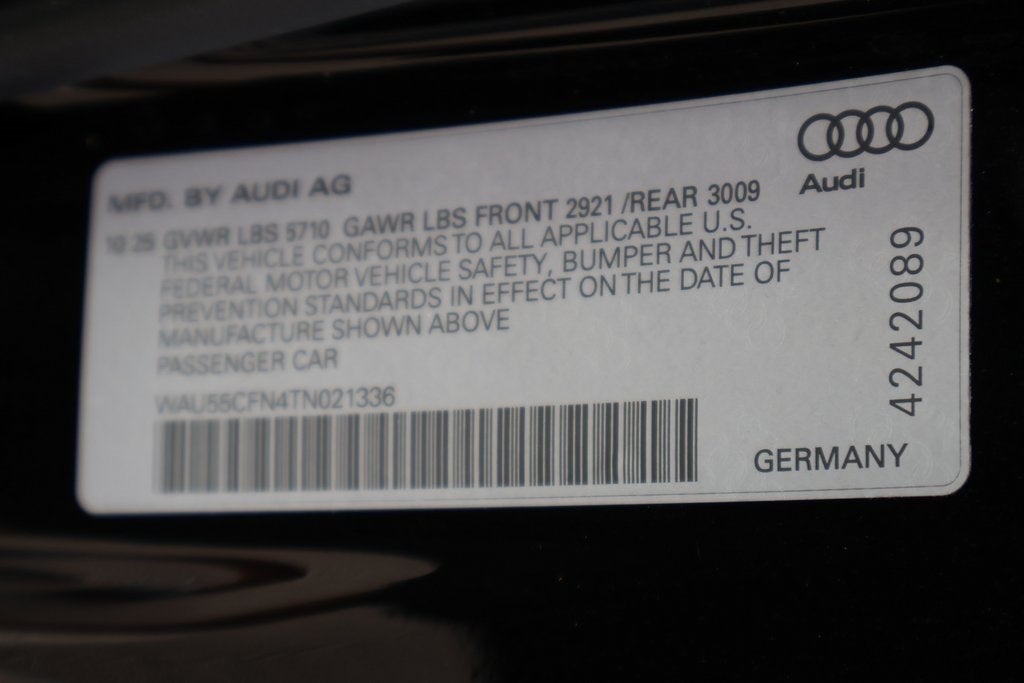 MFD. BY AUDI AG
10 25 GVWR LBS 5710 GAWR LBS FRONT 2921 /REAR 3009
THIS VEHICLE CONFORMS TO ALL APPLICABLE U.S.
FEDERAL MOTOR VEHICLE SAFETY, BUMPER AND THEFT
PREVENTION STANDARDS IN EFFECT ON THE DATE OF
MANUFACTURE SHOWN ABOVE
PASSENGER CAR
WAU55CFN4TN021336
Audi
4242089
GERMANY